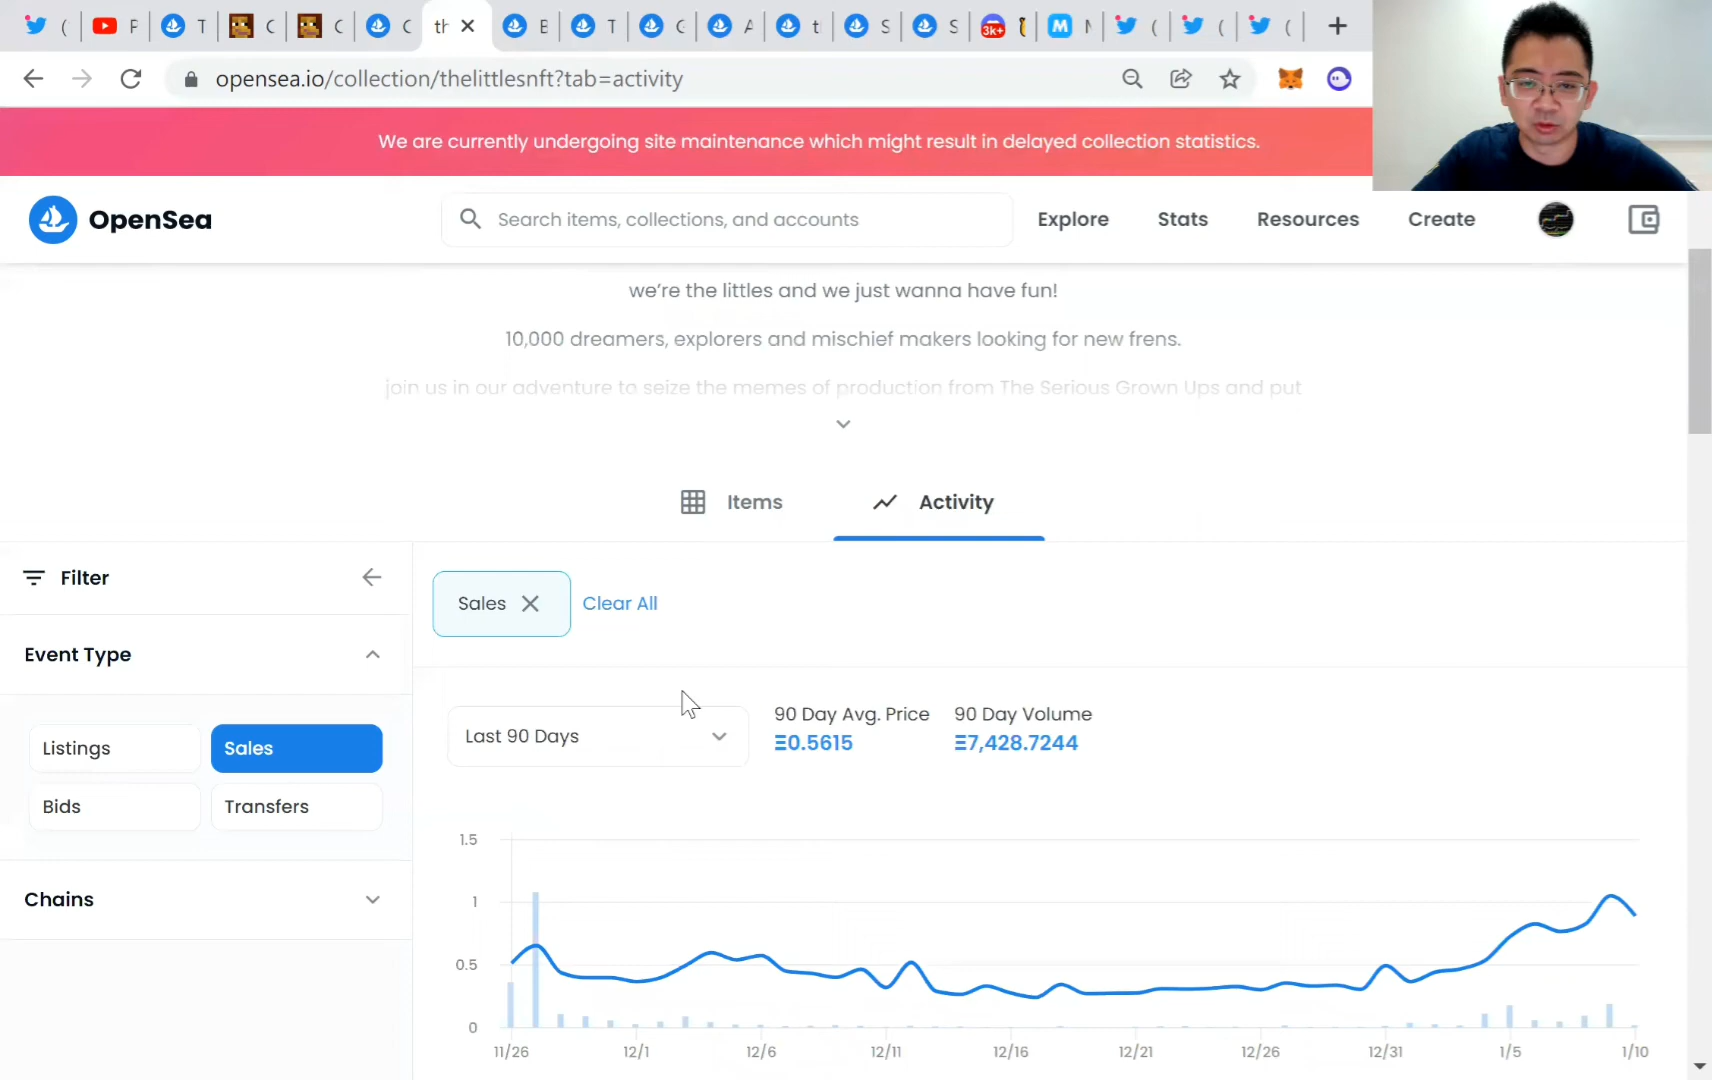 opensea.io/collection/thelittlesnft?tab=activity
3k+
We are currently undergoing site maintenance which might result in delayed collection statistics.
OpenSea
Search items, collections, and accounts
Explore
Stats
Resources
Create
we're the littles and we just wanna have fun!
10,000 dreamers, explorers and mischief makers looking for new frens.
join us in our adventure to seize the memes of production from The Serious Grown Ups and put
Items
Activity
Filter
Sales
Clear All
Event Type
Listings
Sales
Bids
Transfers
Chains
Last 90 Days
90 Day Avg. Price
Ξ0.5615
90 Day Volume
Ξ7,428.7244
1.5
1
0.5
0
11/26
12/1
12/6
12/11
12/16
12/21
12/26
12/31
1/5
1/10